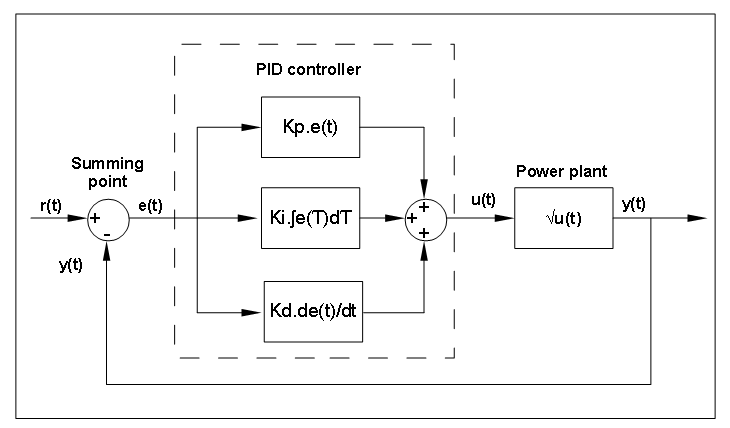 PID controller
Kp.e(t)
Summing
point
Power plant
r(t)
+
-
e(t)
Ki.∫e(T)dT
+
+
+
u(t)
√u(t)
y(t)
y(t)
Kd.de(t)/dt